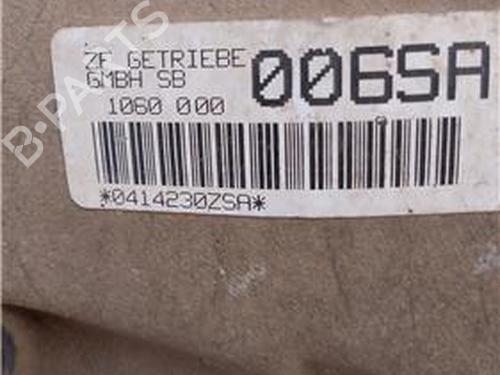 ZF GETRIEBE
GMBH SB
006SA
1060 000
*0414230ZSA*
B-PARTS